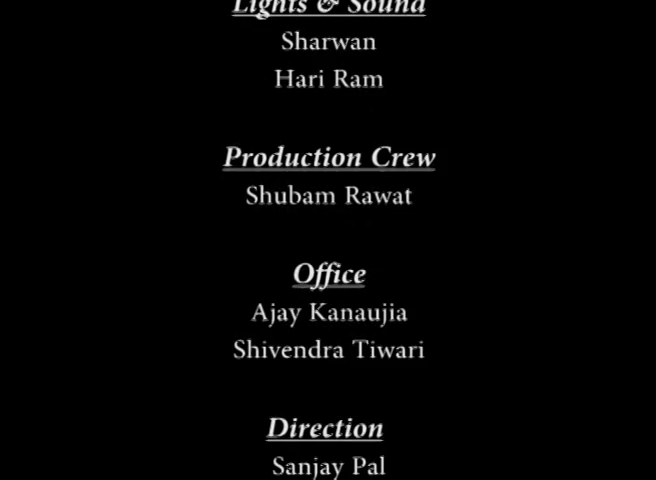 Lights & Sound
Sharwan
Hari Ram
Production Crew
Shubam Rawat
Office
Ajay Kanaujia
Shivendra Tiwari
Direction
Sanjay Pal